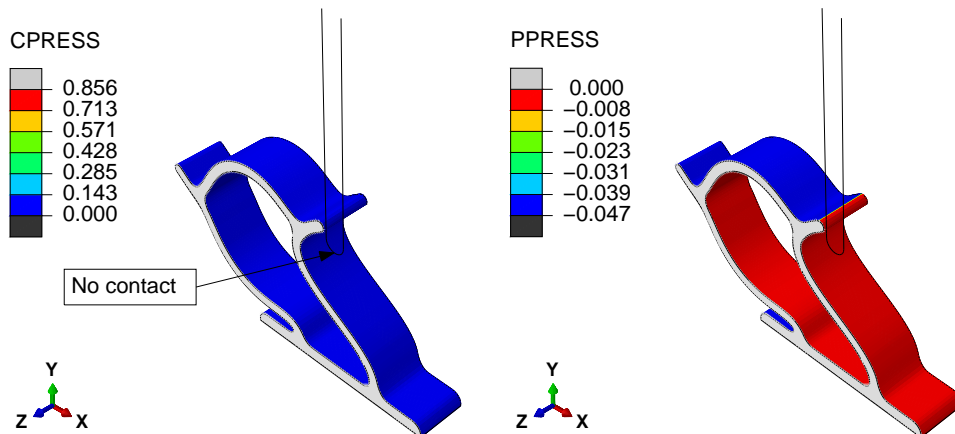 CPRESS
0.856
0.713
0.571
0.428
0.285
0.143
0.000
No contact
Y
Z
X
PPRESS
0.000
−0.008
−0.015
−0.023
−0.031
−0.039
−0.047
Y
Z
X